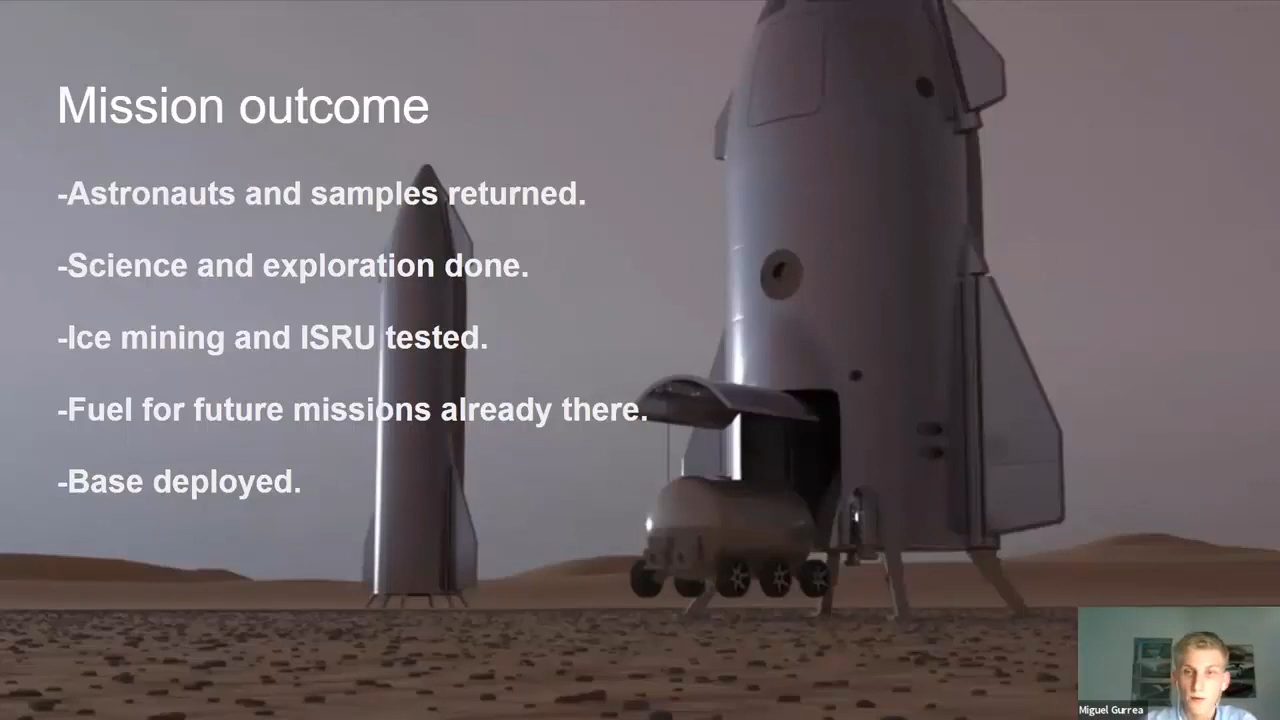 Mission outcome
-Astronauts and samples returned.
-Science and exploration done.
-Ice mining and ISRU tested.
-Fuel for future missions already there.
-Base deployed.
Miguel Gurrea